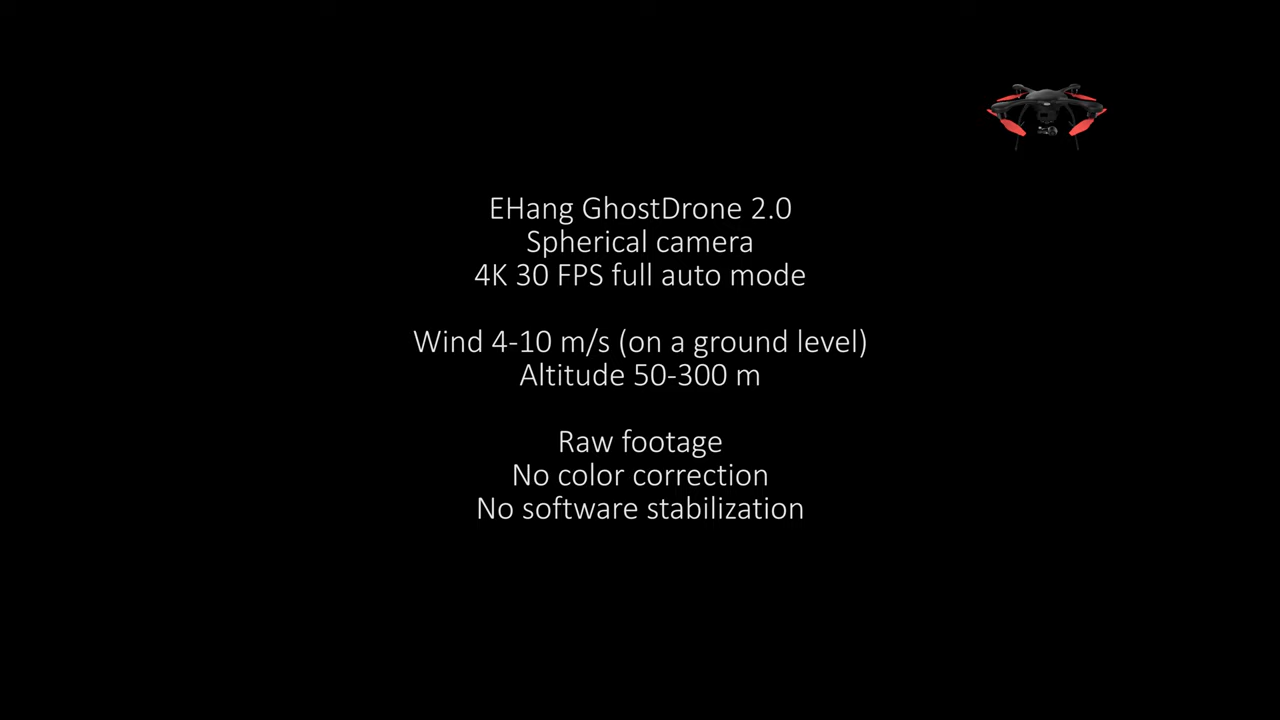 EHang GhostDrone 2.0
Spherical camera
4K 30 FPS full auto mode
Wind 4-10 m/s (on a ground level)
Altitude 50-300 m
Raw footage
No color correction
No software stabilization